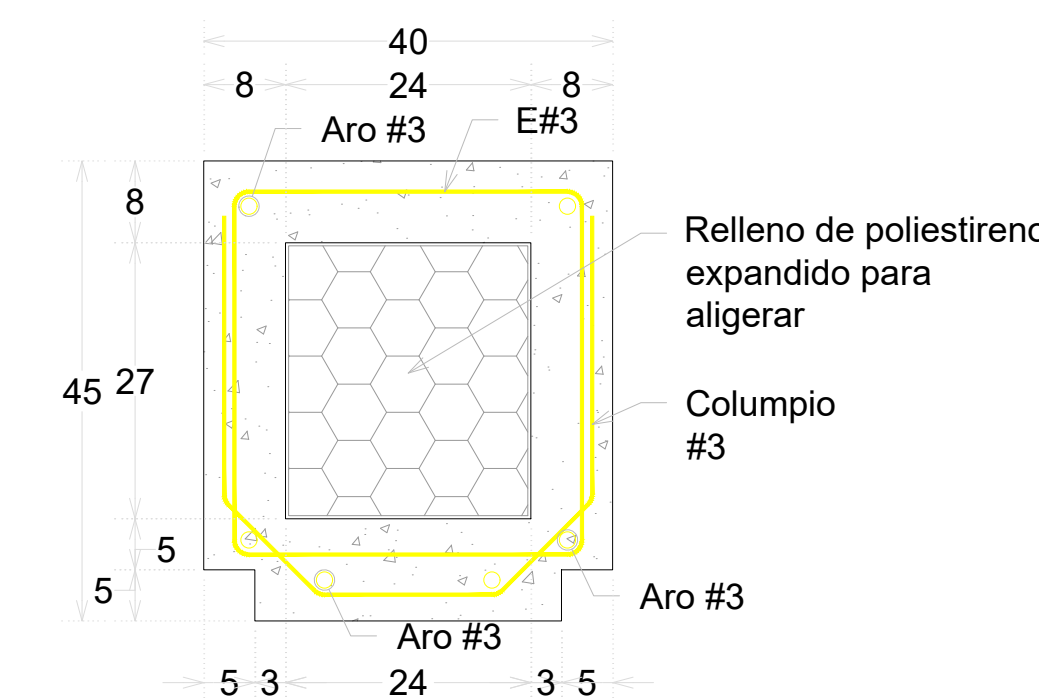 40
8 24 8
Aro #3
E#3
8
Relleno de poliestireno
expandido para
aligerar
45
27
Columpio
#3
5
5
Aro #3
Aro #3
5 3 24 3 5